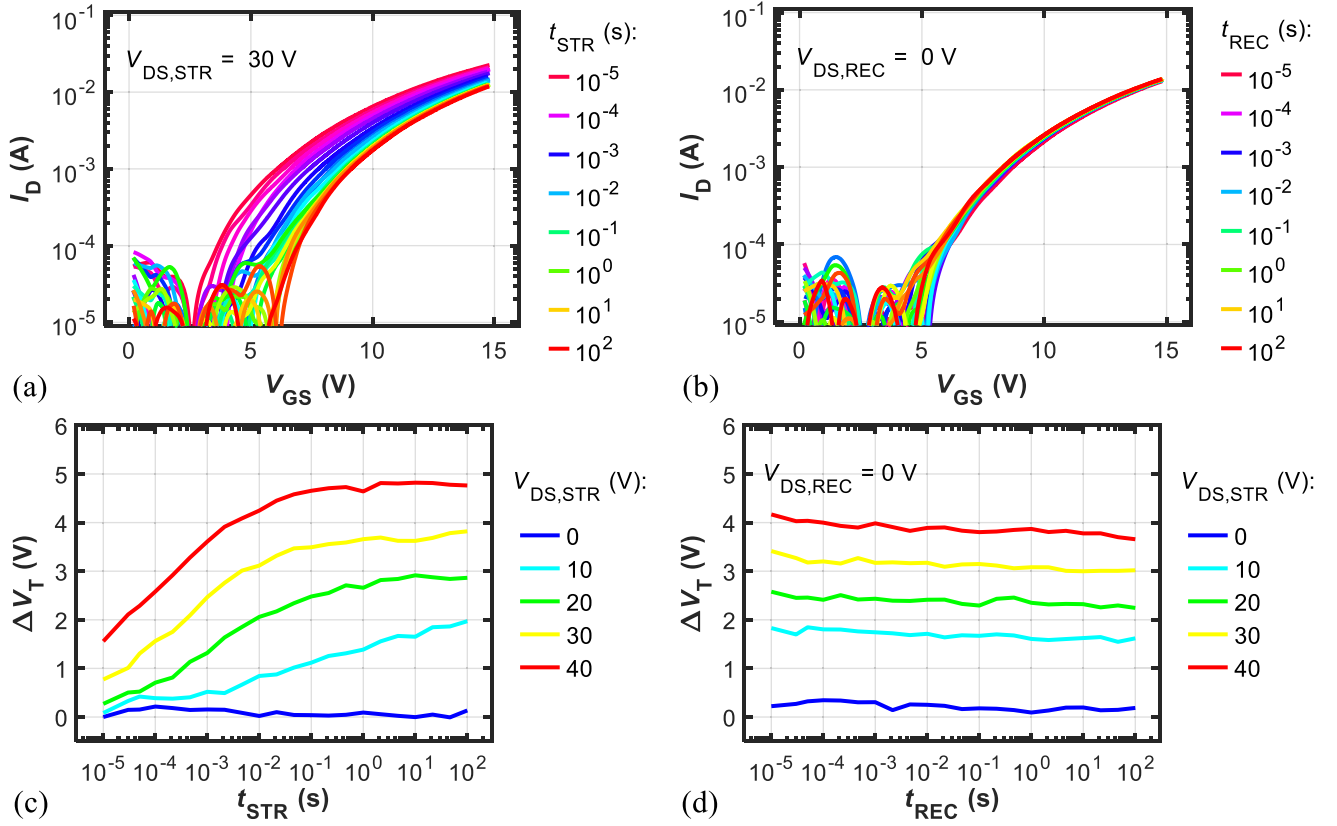 10-1
10-2
10-3
10-4
10-5
I_D (A)
V_DS,STR = 30 V
0 5 10 15
V_GS (V)
(a)
t_STR (s):
10-5
10-4
10-3
10-2
10-1
10^0
10^1
10^2
10-1
10-2
10-3
10-4
10-5
I_D (A)
V_DS,REC = 0 V
0 5 10 15
V_GS (V)
(b)
t_REC (s):
10-5
10-4
10-3
10-2
10-1
10^0
10^1
10^2
6
5
4
3
2
1
0
ΔV_T (V)
10-5 10-4 10-3 10-2 10-1 10^0 10^1 10^2
t_STR (s)
(c)
V_DS,STR (V):
0
10
20
30
40
6
5
4
3
2
1
0
ΔV_T (V)
V_DS,REC = 0 V
10-5 10-4 10-3 10-2 10-1 10^0 10^1 10^2
t_REC (s)
(d)
V_DS,STR (V):
0
10
20
30
40